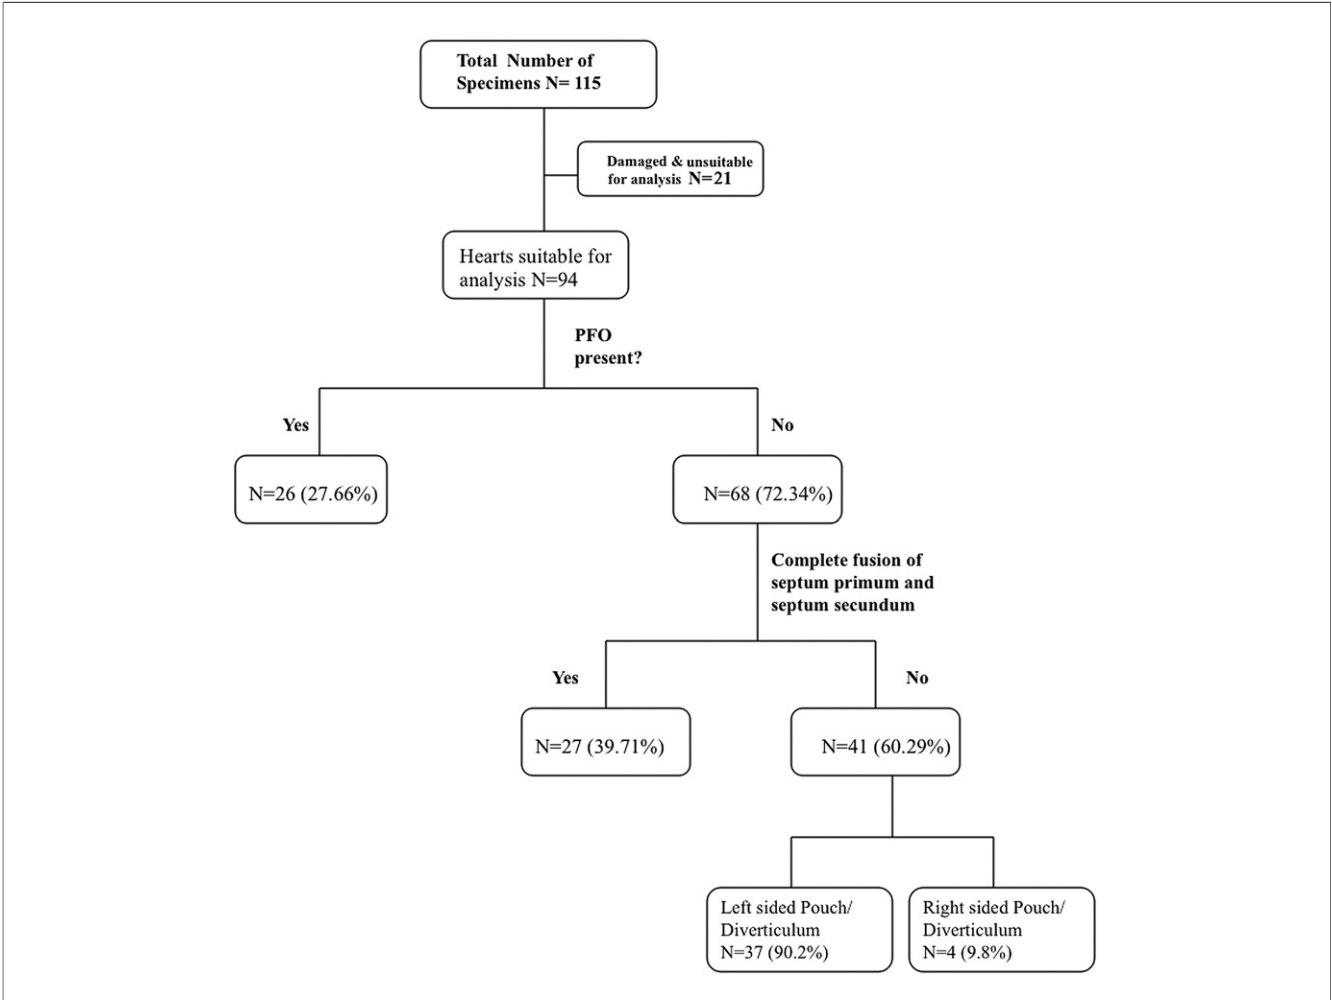 Total Number of
Specimens N= 115
Damaged & unsuitable
for analysis N=21
Hearts suitable for
analysis N=94
PFO
present?
Yes
No
N=26 (27.66%)
N=68 (72.34%)
Complete fusion of
septum primum and
septum secundum
Yes
No
N=27 (39.71%)
N=41 (60.29%)
Left sided Pouch/
Diverticulum
N=37 (90.2%)
Right sided Pouch/
Diverticulum
N=4 (9.8%)